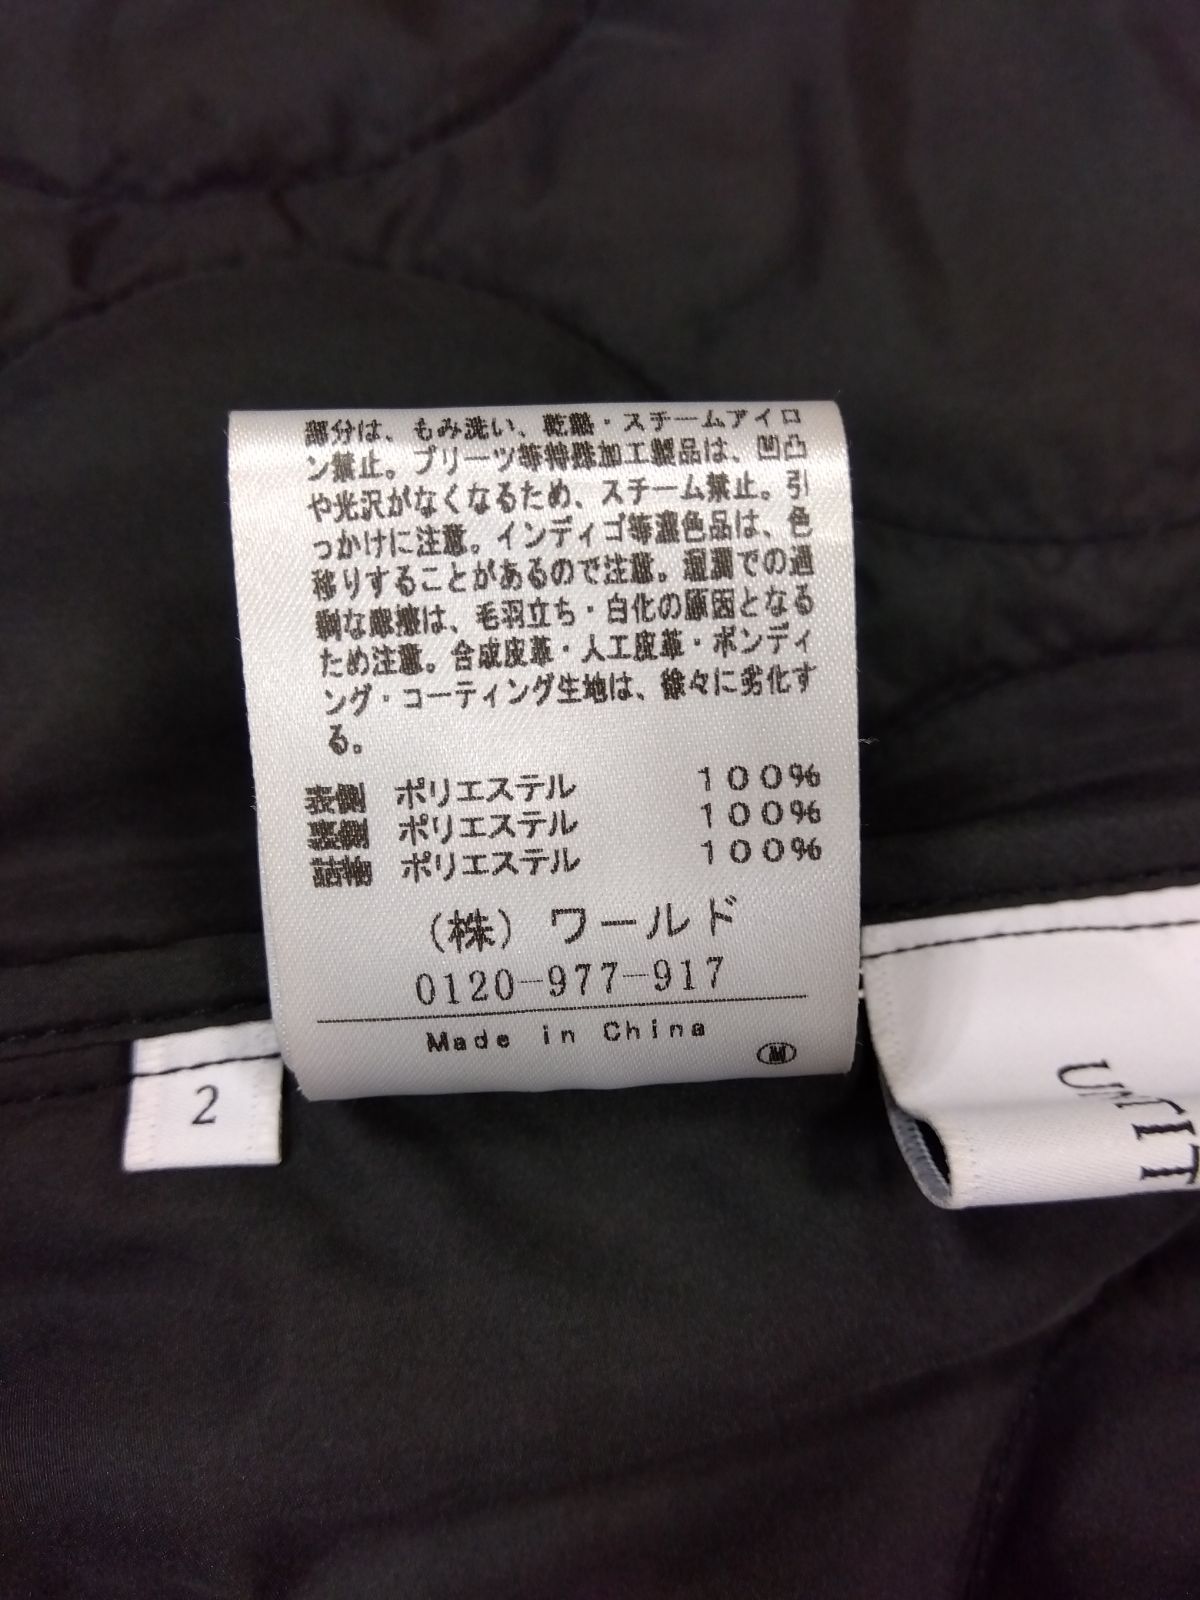 部分は、もみ洗い、乾熱・スチームアイロ
ン禁止。プリーツ等特殊加工製品は、凹凸
や光沢がなくなるため、スチーム禁止。引
っかけに注意。インディゴ等濃色品は、色
移りすることがあるので注意。湿潤での過
剰な摩擦は、毛羽立ち・白化の原因となる
ため注意。合成皮革・人工皮革・ボンディ
ング・コーティング生地は、徐々に劣化す
る。
表側 ポリエステル 100%
裏側 ポリエステル 100%
詰物 ポリエステル 100%
(株) ワールド
0120-977-917
Made in China
M
2
UNTIT